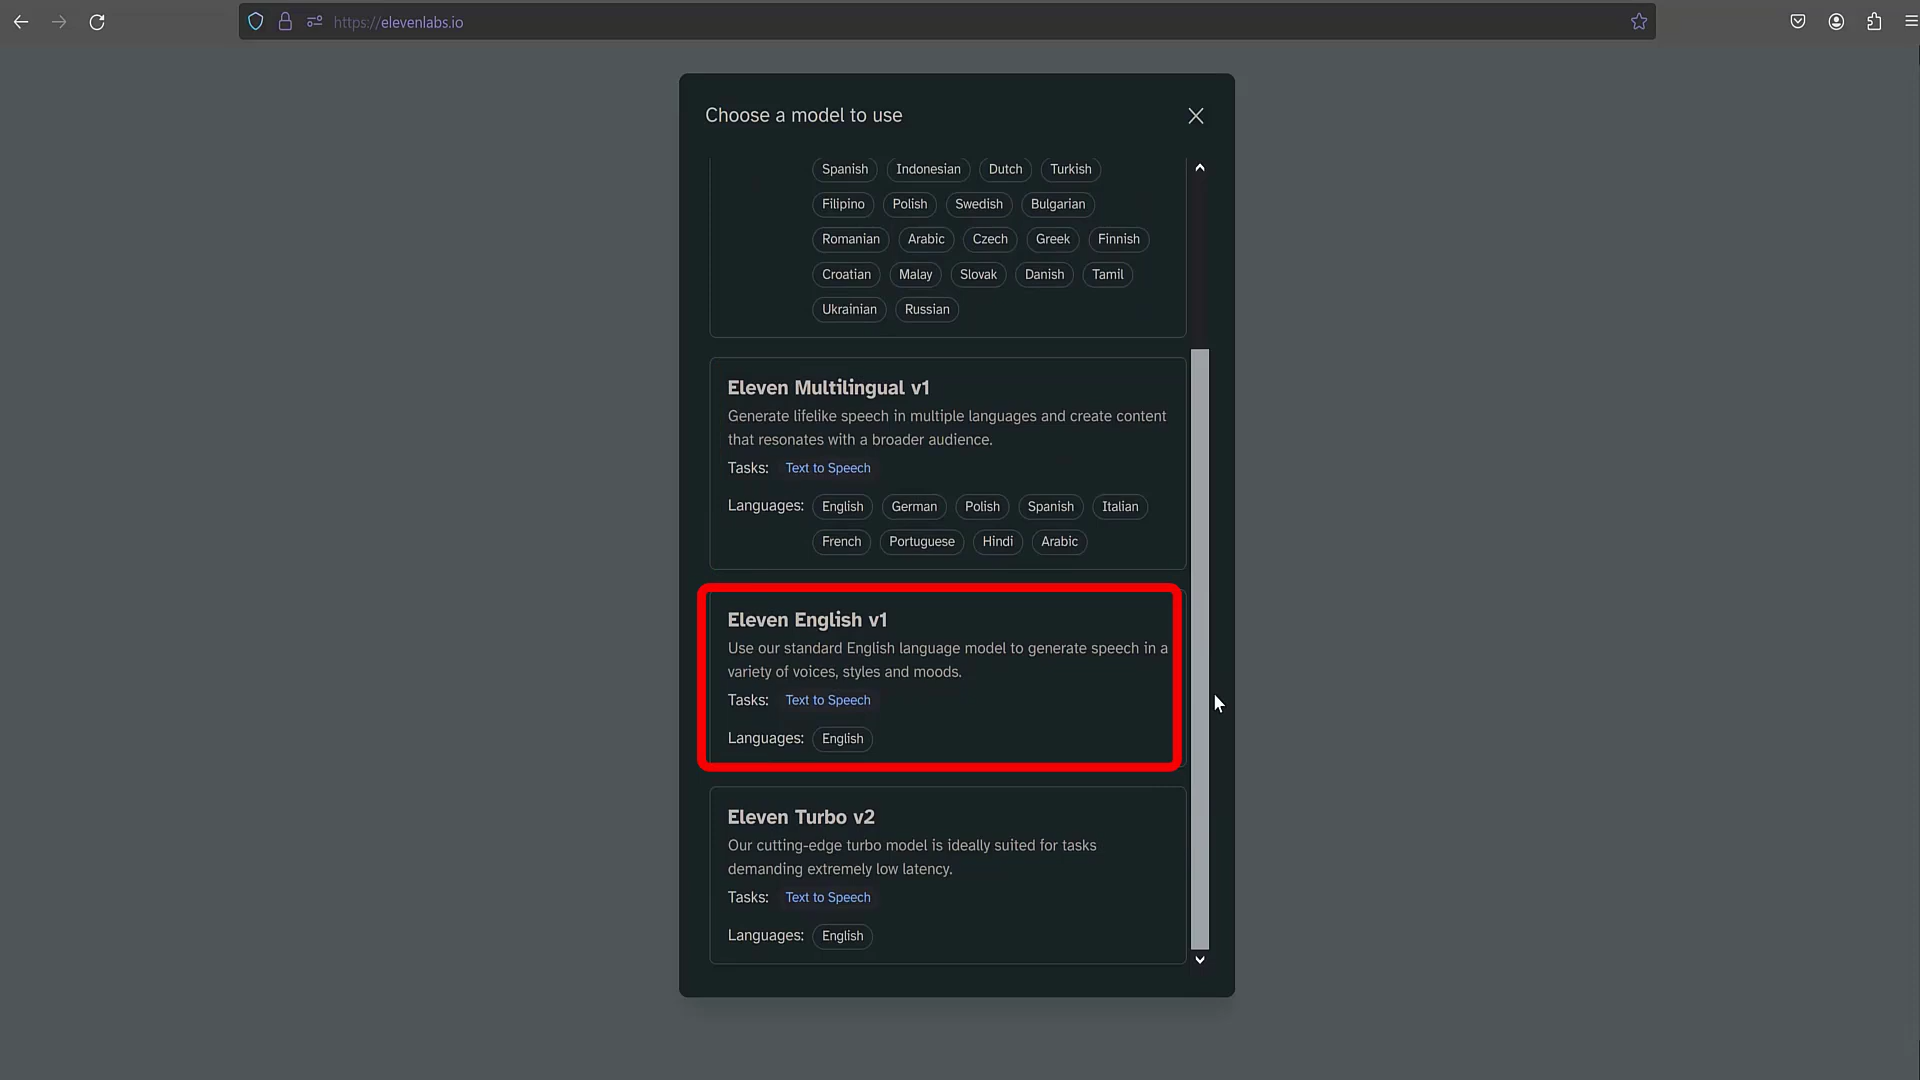 https://elevenlabs.io
Choose a model to use
Spanish Indonesian Dutch Turkish
Filipino Polish Swedish Bulgarian
Romanian Arabic Czech Greek Finnish
Croatian Malay Slovak Danish Tamil
Ukrainian Russian
Eleven Multilingual v1
Generate lifelike speech in multiple languages and create content
that resonates with a broader audience.
Tasks: Text to Speech
Languages: English German Polish Spanish Italian
French Portuguese Hindi Arabic
Eleven English v1
Use our standard English language model to generate speech in a
variety of voices, styles and moods.
Tasks: Text to Speech
Languages: English
Eleven Turbo v2
Our cutting-edge turbo model is ideally suited for tasks
demanding extremely low latency.
Tasks: Text to Speech
Languages: English